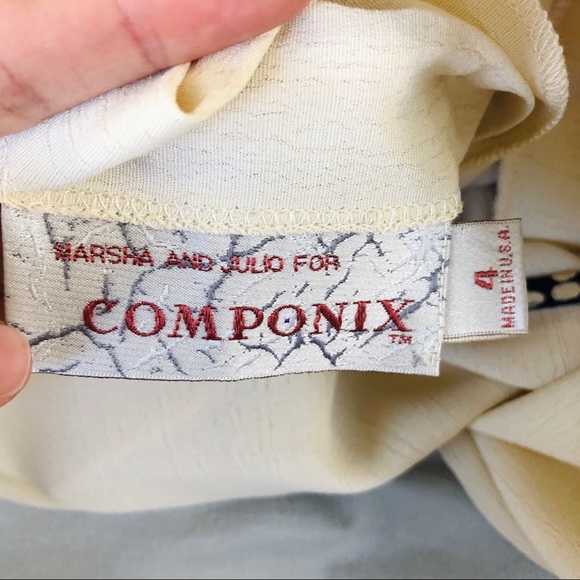 MARSHA AND JULIO FOR
COMPONIX
TM
4
MADE IN U.S.A.